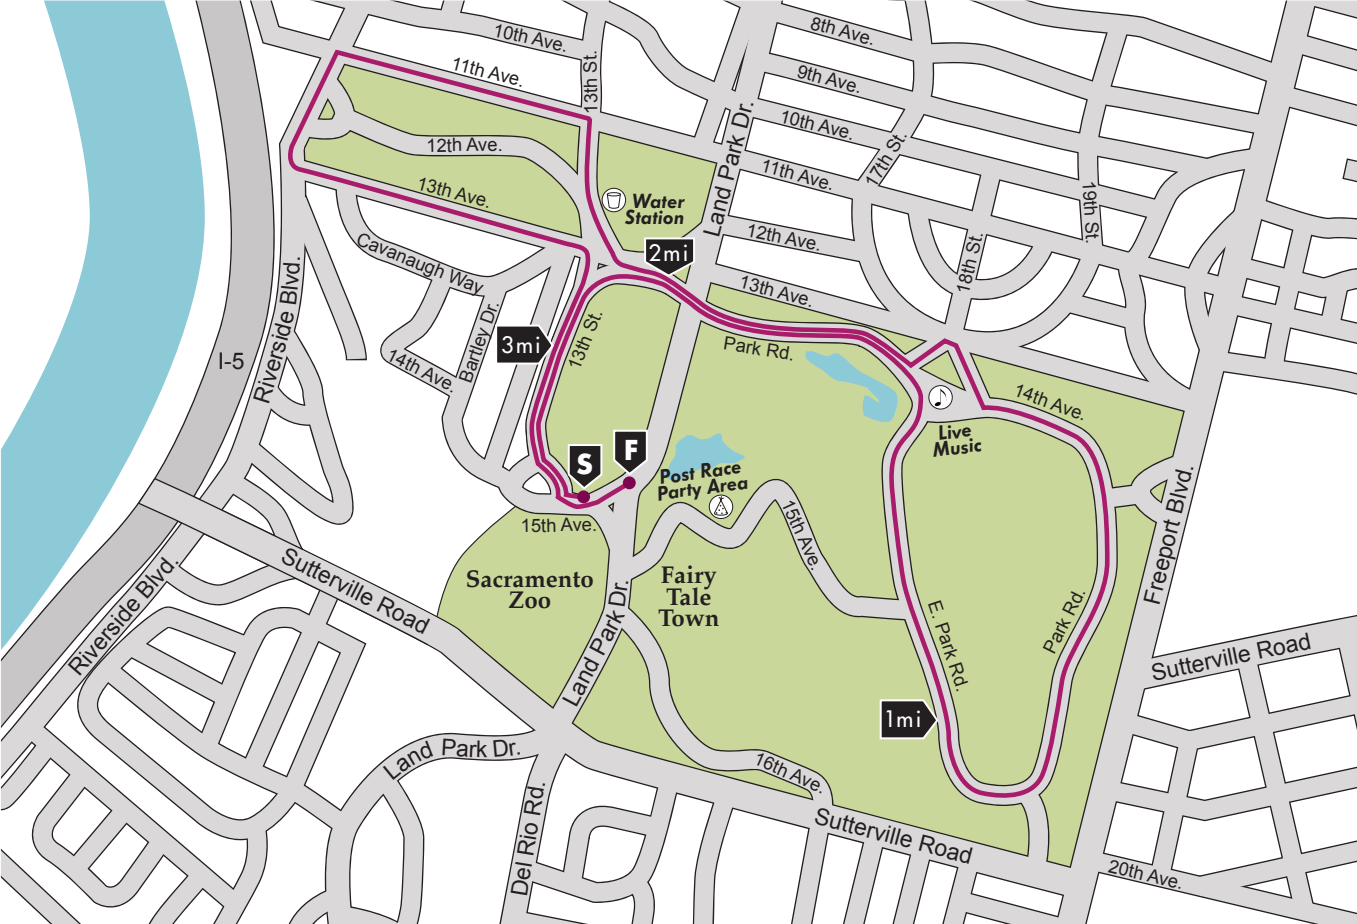 10th Ave.
8th Ave.
11th Ave.
13th St.
9th Ave.
10th Ave.
12th Ave.
17th St.
11th Ave.
Land Park Dr.
13th Ave.
Water
Station
19th St.
12th Ave.
Cavanaugh Way
2mi
18th St.
13th Ave.
Riverside Blvd.
Bartley Dr.
3mi
13th St.
Park Rd.
I-5
14th Ave.
14th Ave.
Live
Music
S
F
Post Race
Party Area
15th Ave.
15th Ave.
Freeport Blvd.
Sutterville Road
Sacramento
Zoo
Fairy
Tale
Town
Land Park Dr.
Riverside Blvd.
E. Park Rd.
Park Rd.
Sutterville Road
1mi
Land Park Dr.
16th Ave.
Del Rio Rd.
Sutterville Road
20th Ave.